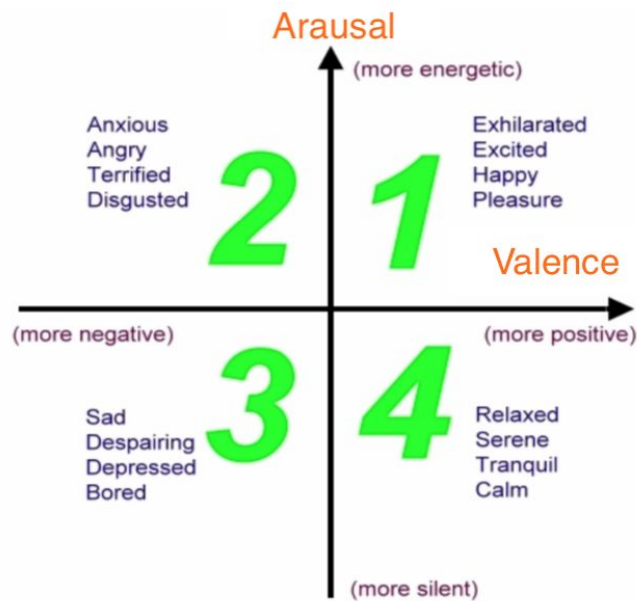 Arausal
(more energetic)
Anxious
Angry
Terrified
Disgusted
2
1
Exhilarated
Excited
Happy
Pleasure
Valence
(more negative)
(more positive)
Sad
Despairing
Depressed
Bored
3
4
Relaxed
Serene
Tranquil
Calm
(more silent)